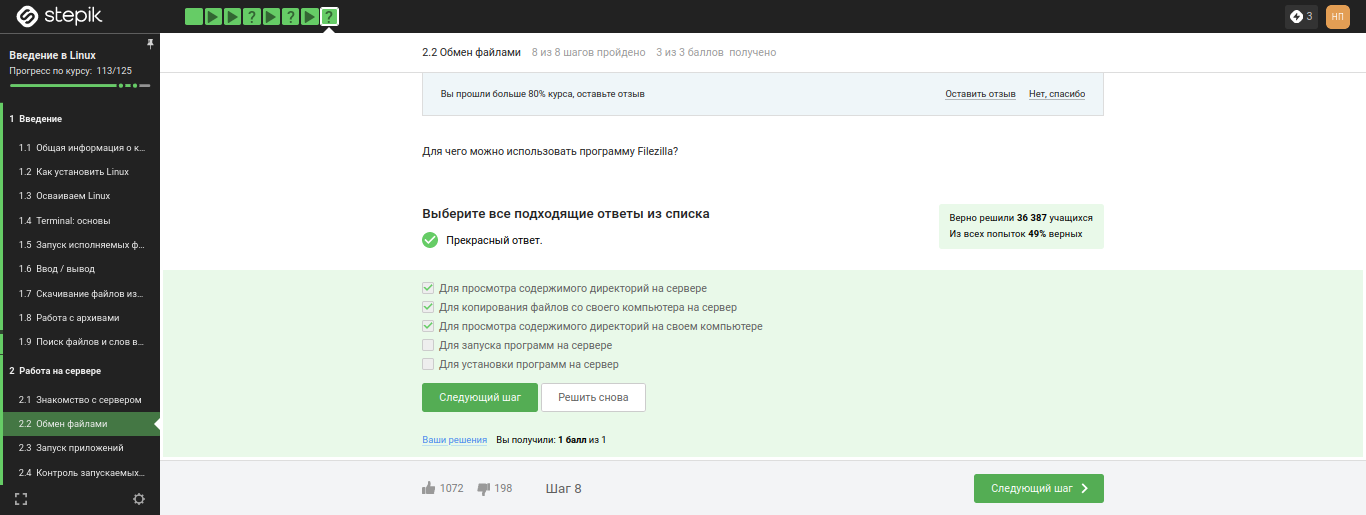 stepik
? ? ?
3
НП
Введение в Linux
Прогресс по курсу: 113/125
1 Введение
1.1 Общая информация о к...
1.2 Как установить Linux
1.3 Осваиваем Linux
1.4 Terminal: основы
1.5 Запуск исполняемых ф...
1.6 Ввод / вывод
1.7 Скачивание файлов из...
1.8 Работа с архивами
1.9 Поиск файлов и слов в...
2 Работа на сервере
2.1 Знакомство с сервером
2.2 Обмен файлами
2.3 Запуск приложений
2.4 Контроль запускаемых...
2.2 Обмен файлами 8 из 8 шагов пройдено 3 из 3 баллов получено
Вы прошли больше 80% курса, оставьте отзыв Оставить отзыв Нет, спасибо
Для чего можно использовать программу Filezilla?
Выберите все подходящие ответы из списка
Прекрасный ответ.
Верно решили 36 387 учащихся
Из всех попыток 49% верных
Для просмотра содержимого директорий на сервере
Для копирования файлов со своего компьютера на сервер
Для просмотра содержимого директорий на своем компьютере
Для запуска программ на сервере
Для установки программ на сервер
Следующий шаг Решить снова
Ваши решения Вы получили: 1 балл из 1
1072 198 Шаг 8 Следующий шаг